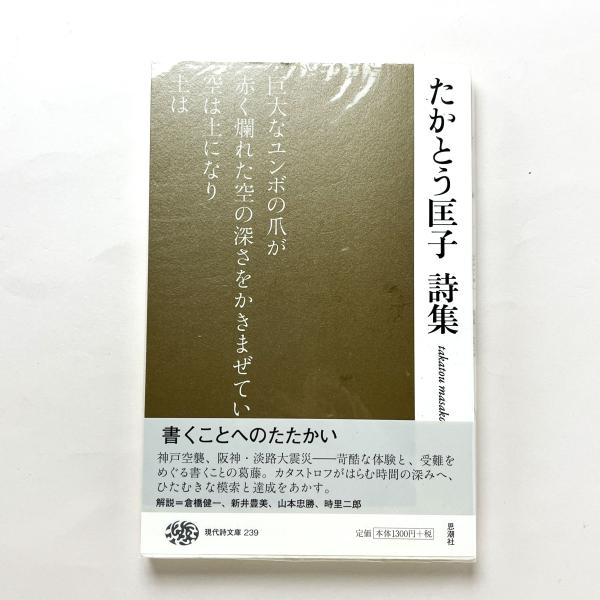 たかとう匡子 詩集
takatou masako
巨大なユンボの爪が
赤く爛れた空の深さをかきまぜてい
空は土になり
土は
書くことへのたたかい
神戸空襲、阪神・淡路大震災――苛酷な体験と、受難を
めぐる書くことの葛藤。カタストロフがはらむ時間の深みへ、
ひたむきな模索と達成をあかす。
解説＝倉橋健一、新井豊美、山本忠勝、時里二郎
現代詩文庫 239
定価 本体1300円＋税
思潮社